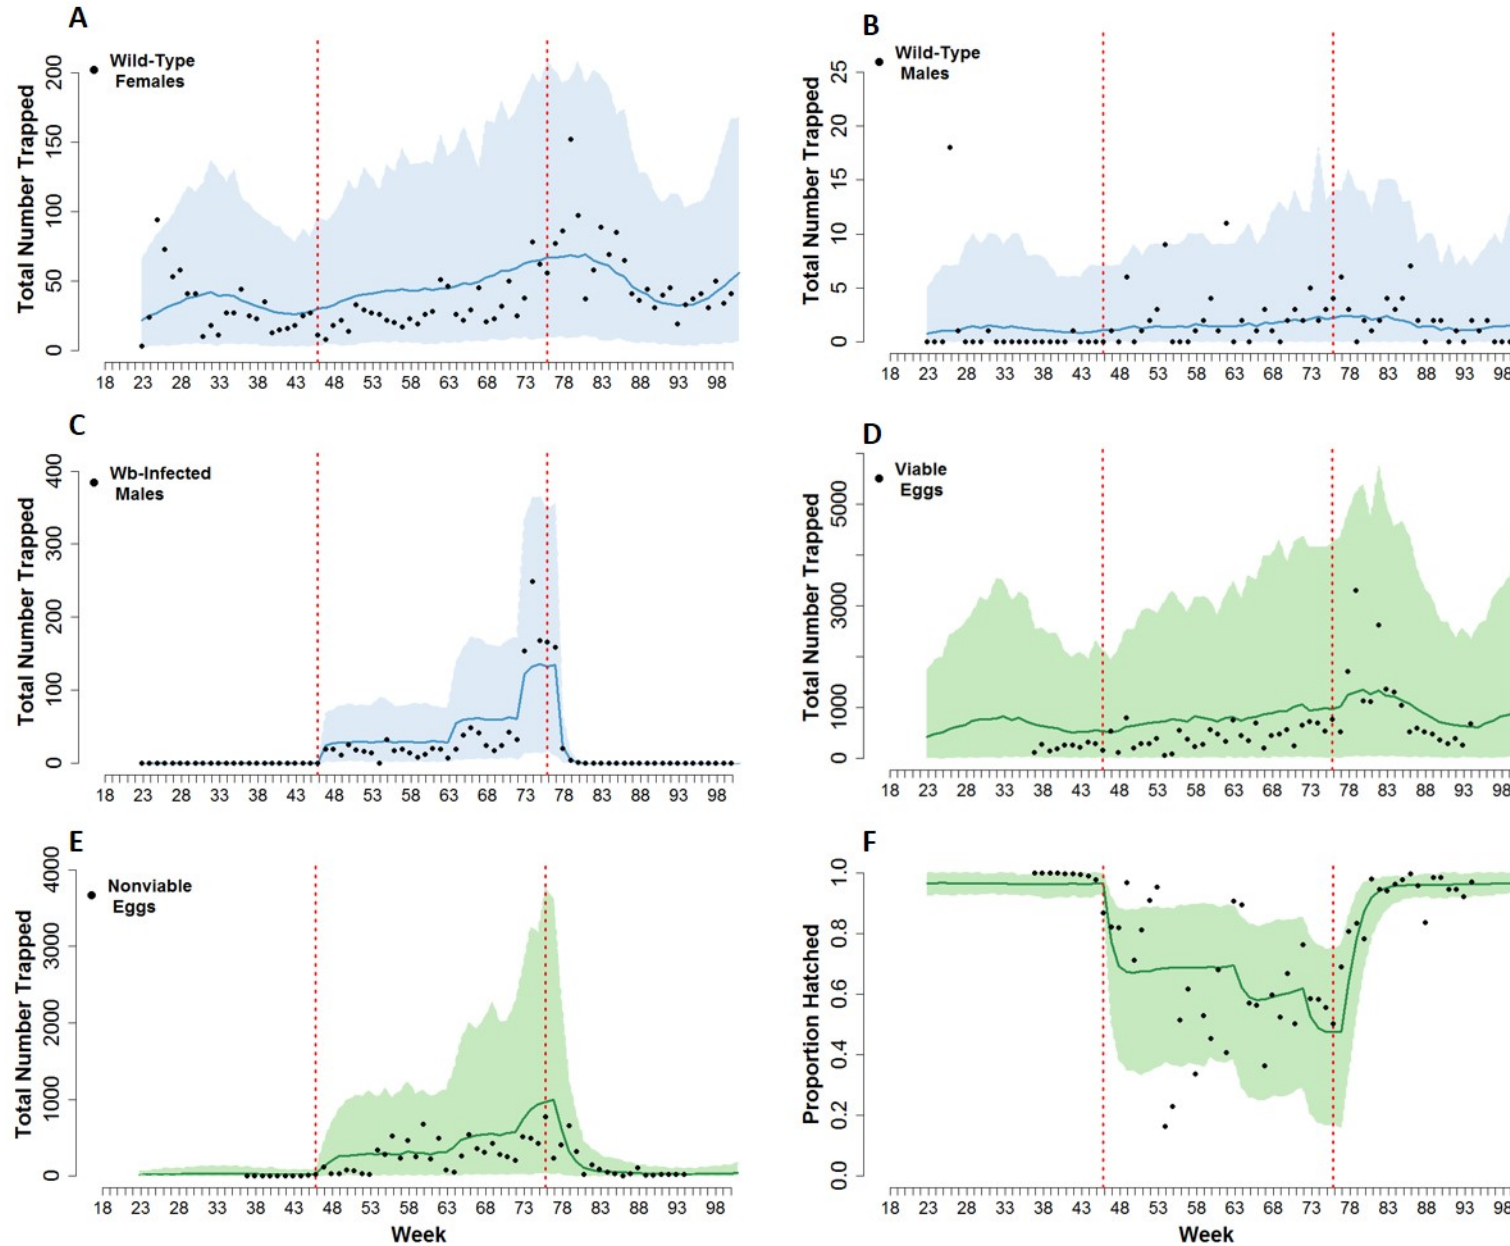 A
Wild-Type
Females
Total Number Trapped
0 50 100 150 200
18 23 28 33 38 43 48 53 58 63 68 73 78 83 88 93 98
B
Wild-Type
Males
Total Number Trapped
0 5 10 15 20 25
18 23 28 33 38 43 48 54 58 63 68 73 78 83 88 93 98
C
Wb-Infected
Males
Total Number Trapped
0 100 200 300 400
18 23 28 33 38 43 48 53 58 63 68 73 78 83 88 93 98
D
Viable
Eggs
Total Number Trapped
0 1000 3000 5000
18 23 28 33 38 43 48 54 58 63 68 73 78 83 88 93 98
E
Nonviable
Eggs
Total Number Trapped
0 1000 2000 3000 4000
18 23 28 33 38 43 48 53 58 63 68 73 78 83 88 93 98
Week
F
Proportion Hatched
0.0 0.2 0.4 0.6 0.8 1.0
18 23 28 33 38 43 48 54 58 63 68 73 78 83 88 93 98
Week